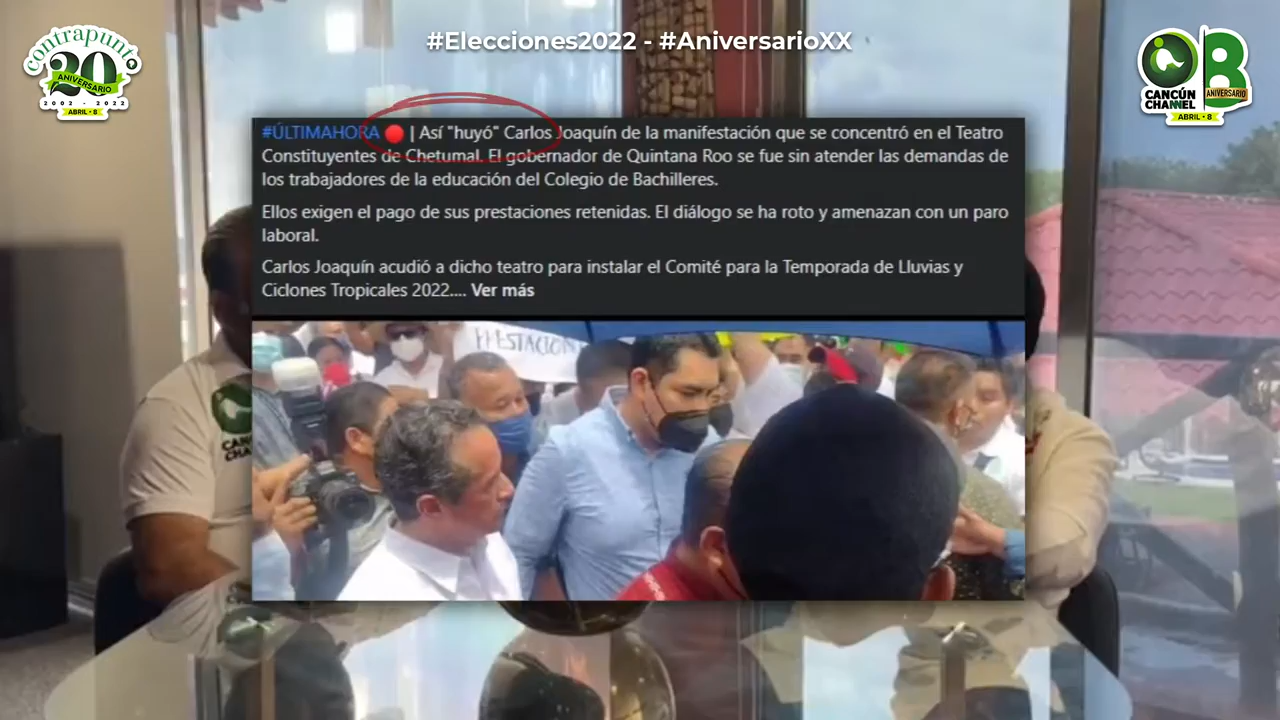 #Elecciones2022 - #AniversarioXX
contrapunto
20
ANIVERSARIO
2002 - 2022
ABRIL • 8
8
ANIVERSARIO
CANCÚN
CHANNEL
ABRIL • 8
#ÚLTIMAHORA 🔴 | Así "huyó" Carlos Joaquín de la manifestación que se concentró en el Teatro
Constituyentes de Chetumal. El gobernador de Quintana Roo se fue sin atender las demandas de
los trabajadores de la educación del Colegio de Bachilleres.
Ellos exigen el pago de sus prestaciones retenidas. El diálogo se ha roto y amenazan con un paro
laboral.
Carlos Joaquín acudió a dicho teatro para instalar el Comité para la Temporada de Lluvias y
Ciclones Tropicales 2022.... Ver más
PRESTACION
CANC
CHA